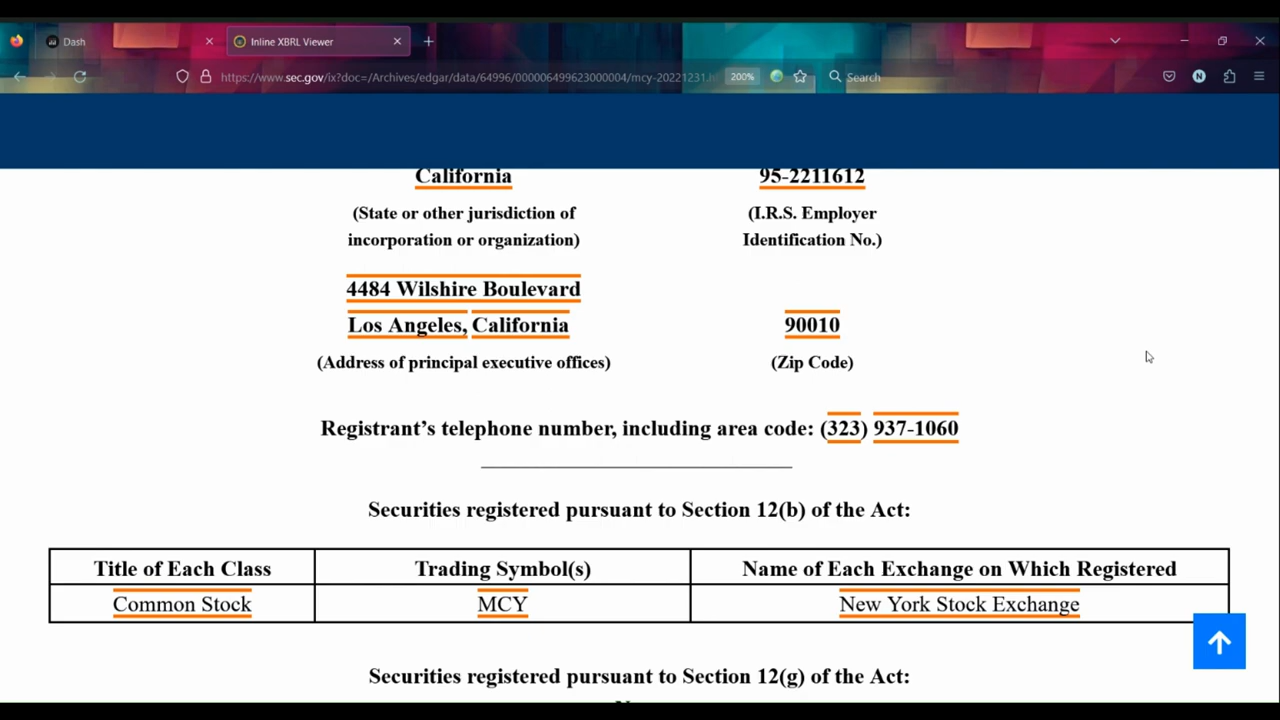 Dash
Inline XBRL Viewer
https://www.sec.gov/ix?doc=/Archives/edgar/data/64996/000006499623000004/mcy-20221231.h
200%
Search
N
California 95-2211612
(State or other jurisdiction of (I.R.S. Employer
incorporation or organization) Identification No.)
4484 Wilshire Boulevard
Los Angeles, California 90010
(Address of principal executive offices) (Zip Code)
Registrant’s telephone number, including area code: (323) 937-1060
Securities registered pursuant to Section 12(b) of the Act:
Title of Each Class Trading Symbol(s) Name of Each Exchange on Which Registered
Common Stock MCY New York Stock Exchange
Securities registered pursuant to Section 12(g) of the Act: